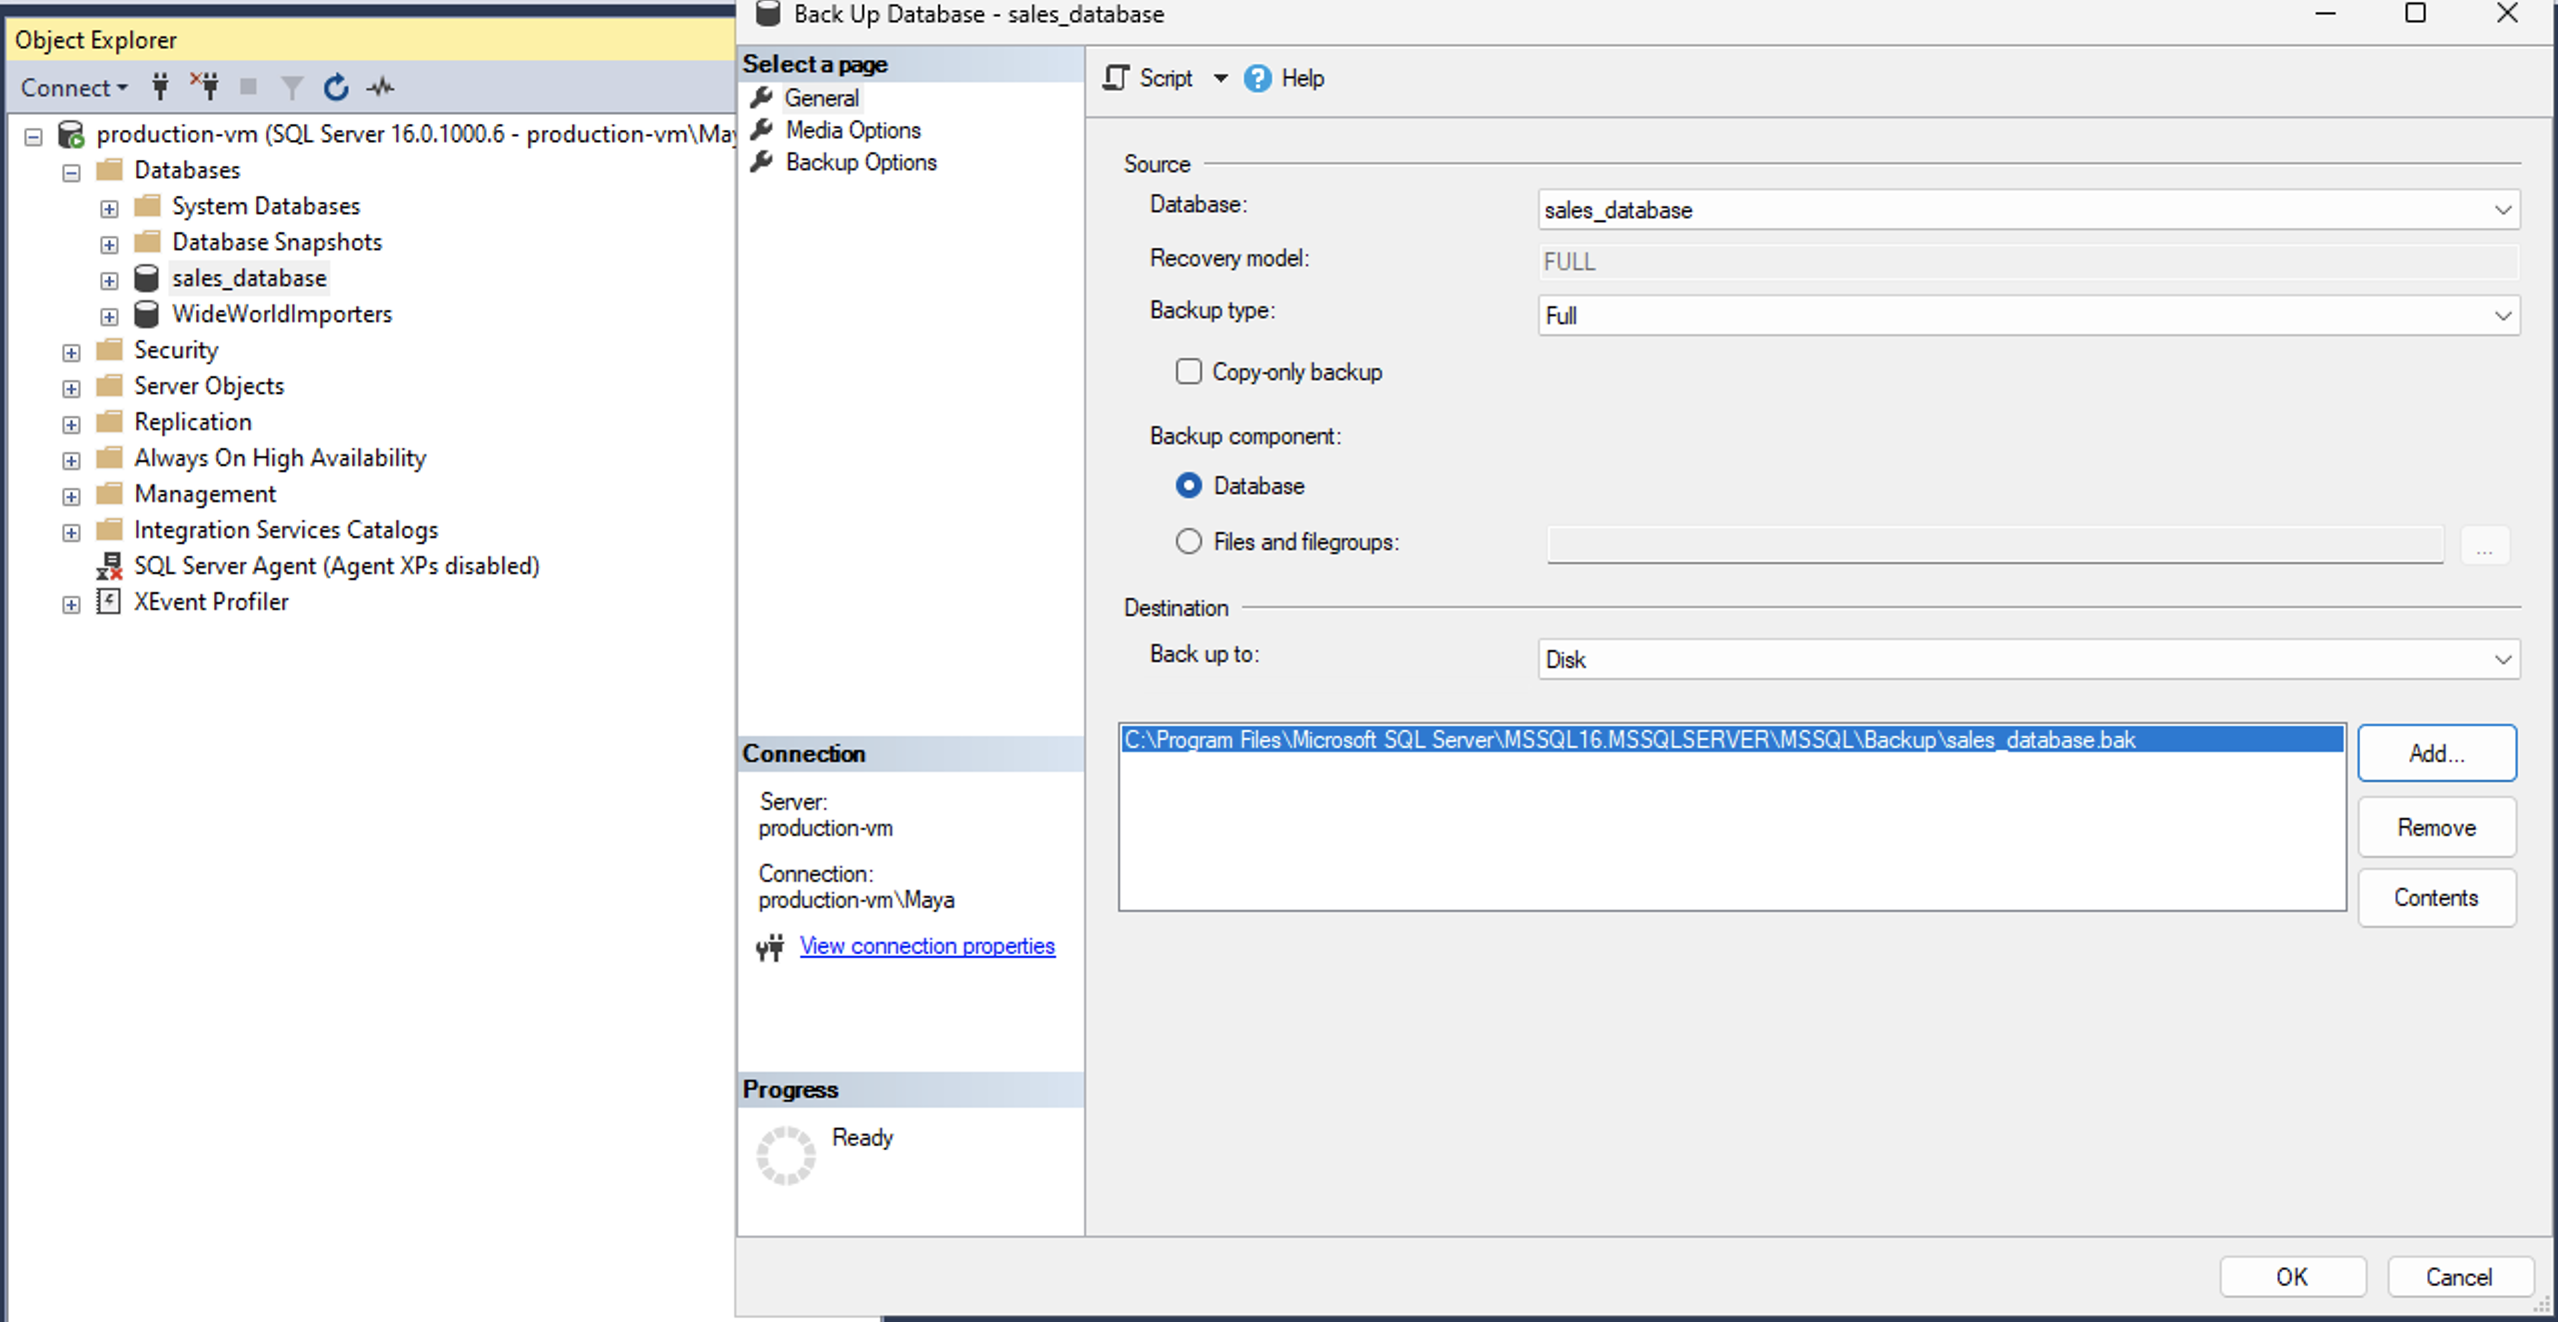 Object Explorer
Connect
production-vm (SQL Server 16.0.1000.6 - production-vm\May
Databases
System Databases
Database Snapshots
sales_database
WideWorldImporters
Security
Server Objects
Replication
Always On High Availability
Management
Integration Services Catalogs
SQL Server Agent (Agent XPs disabled)
XEvent Profiler
Back Up Database - sales_database
Select a page
General
Media Options
Backup Options
Connection
Server:
production-vm
Connection:
production-vm\Maya
View connection properties
Progress
Ready
Script
Help
Source
Database: sales_database
Recovery model: FULL
Backup type: Full
Copy-only backup
Backup component:
Database
Files and filegroups: ...
Destination
Back up to: Disk
C:\Program Files\Microsoft SQL Server\MSSQL16.MSSQLSERVER\MSSQL\Backup\sales_database.bak
Add...
Remove
Contents
OK Cancel